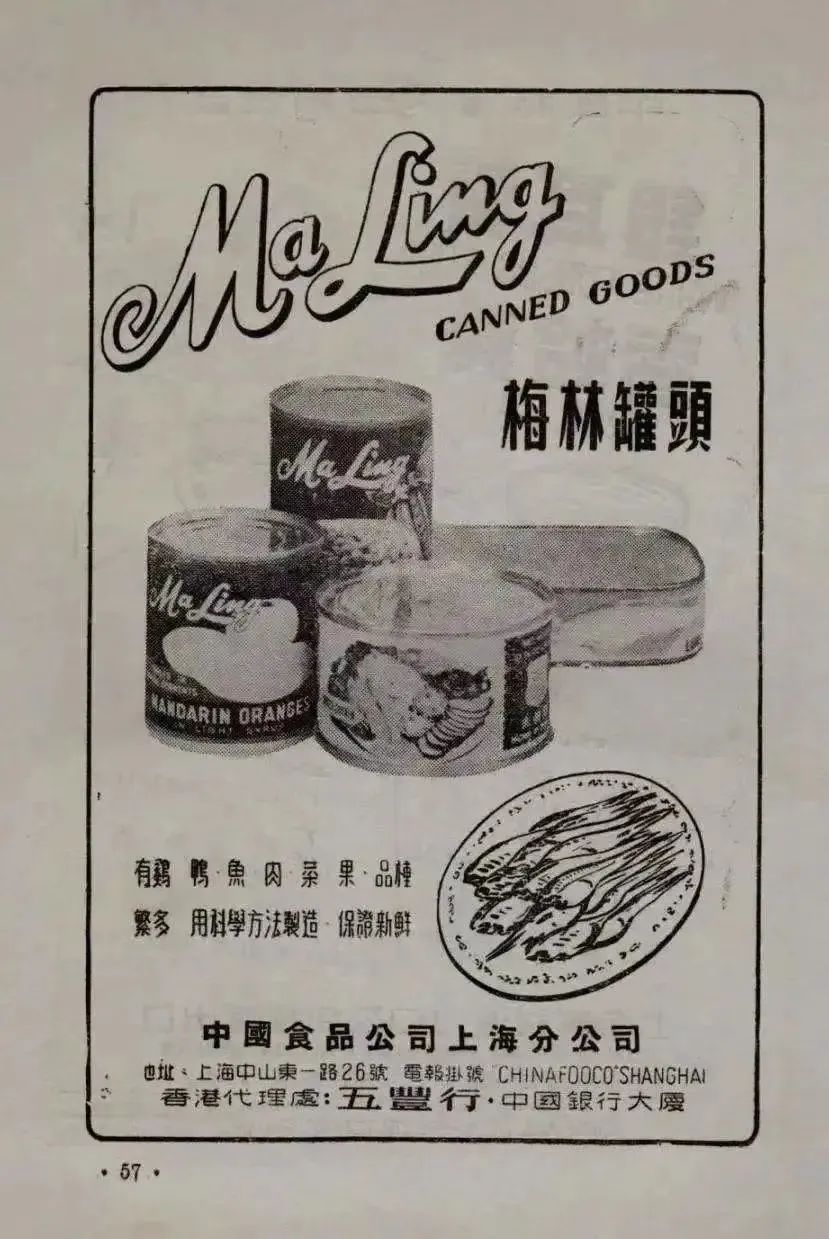 Ma Ling
CANNED GOODS
梅林罐頭
Ma Ling
Ma Ling
MANDARIN ORANGES
IN LIGHT SYRUP
有鷄 鴨·魚 肉 菜 果·品種
繁多 用科學方法製造·保證新鮮
中國食品公司上海分公司
地址、上海中山東一路26號 電報掛號 "CHINAFOOCO"SHANGHAI
香港代理處:五豐行·中國銀行大廈
• 57 •